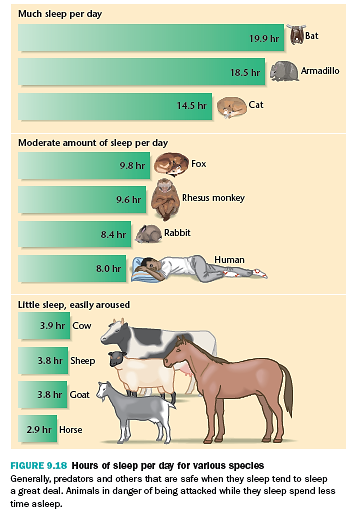 Much sleep per day
19.9 hr Bat
18.5 hr Armadillo
14.5 hr Cat
Moderate amount of sleep per day
9.8 hr Fox
9.6 hr Rhesus monkey
8.4 hr Rabbit
8.0 hr Human
Little sleep, easily aroused
3.9 hr Cow
3.8 hr Sheep
3.8 hr Goat
2.9 hr Horse
FIGURE 9.18 Hours of sleep per day for various species
Generally, predators and others that are safe when they sleep tend to sleep
a great deal. Animals in danger of being attacked while they sleep spend less
time asleep.